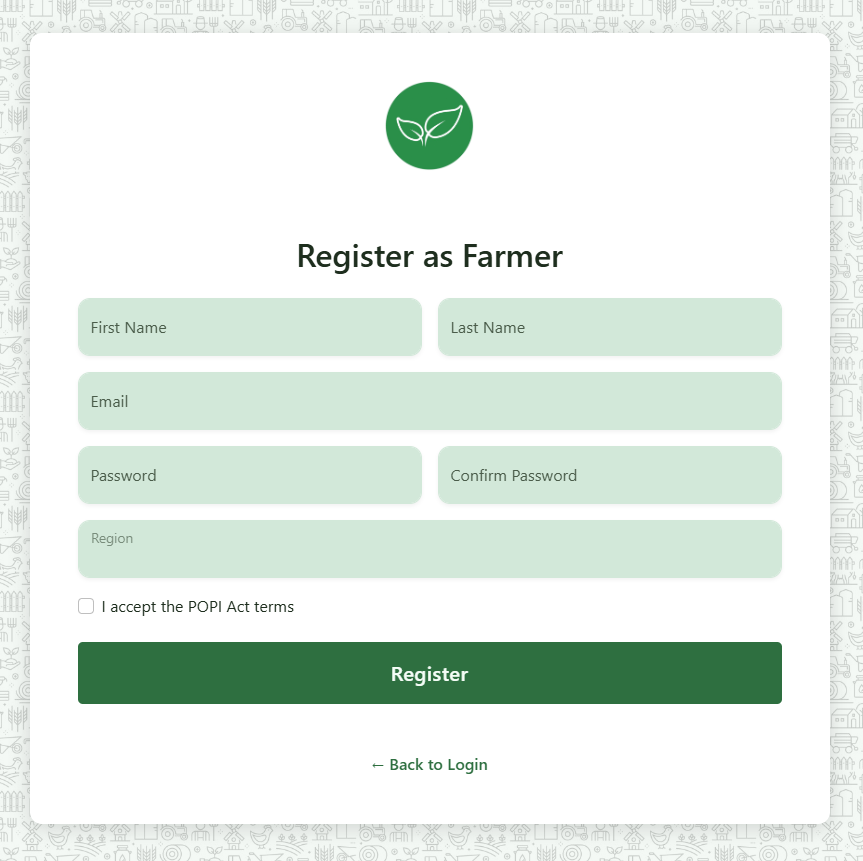 Register as Farmer
First Name
Last Name
Email
Password
Confirm Password
Region
I accept the POPI Act terms
Register
← Back to Login